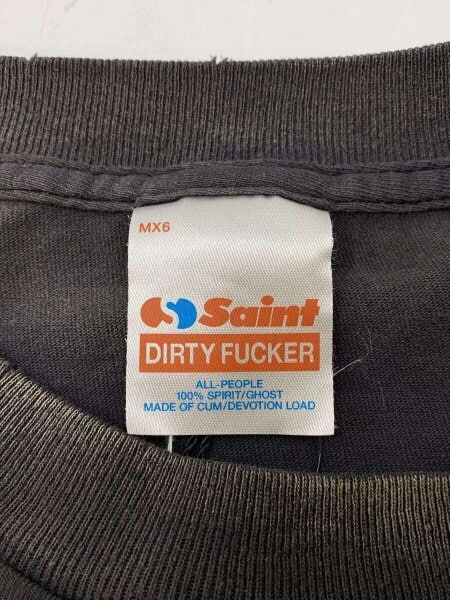 MX6
Saint
DIRTY FUCKER
ALL-PEOPLE
100% SPIRIT/GHOST
MADE OF CUM/DEVOTION LOAD